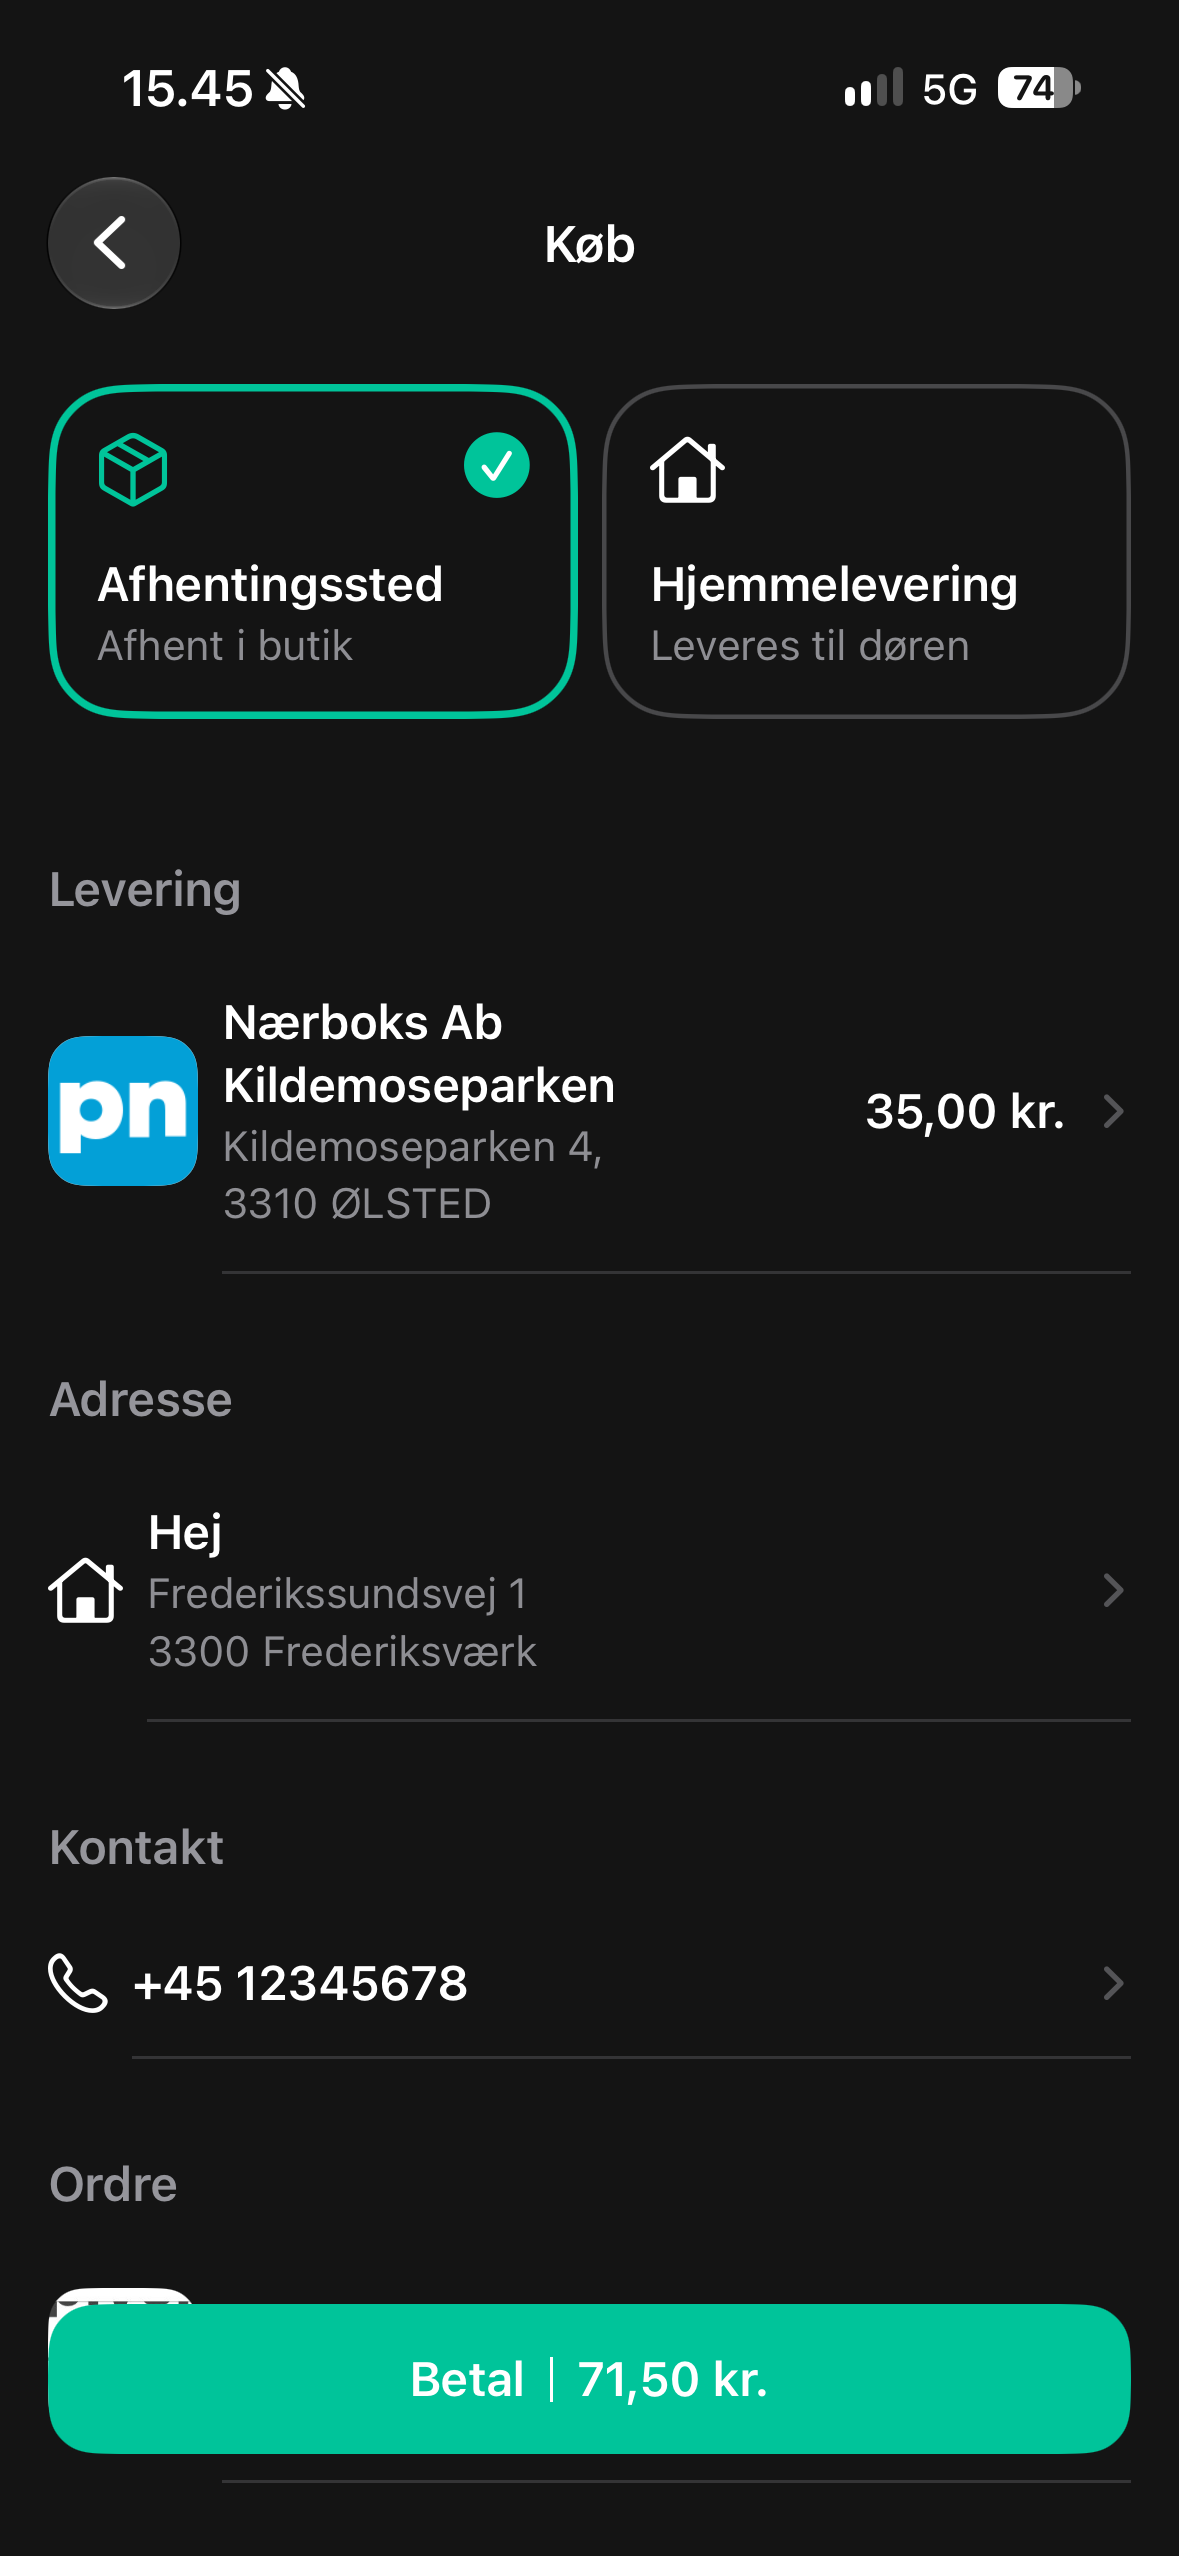 15.45
5G
74
Køb
Afhentingssted
Afhent i butik
Hjemmelevering
Leveres til døren
Levering
pn
Nærboks Ab
Kildemoseparken
Kildemoseparken 4,
3310 ØLSTED
35,00 kr.
Adresse
Hej
Frederikssundsvej 1
3300 Frederiksværk
Kontakt
+45 12345678
Ordre
Betal | 71,50 kr.